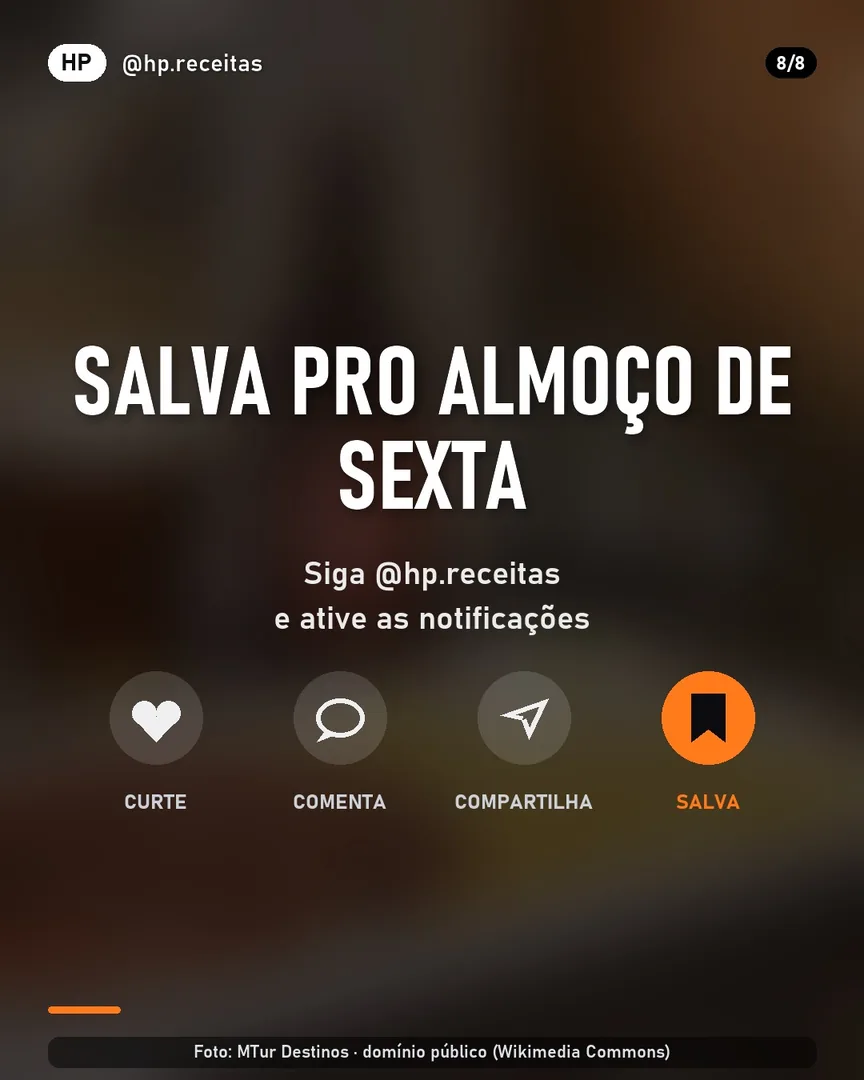 HP @hp.receitas 8/8
SALVA PRO ALMOÇO DE
SEXTA
Siga @hp.receitas
e ative as notificações
CURTE COMENTA COMPARTILHA SALVA
Foto: MTur Destinos · domínio público (Wikimedia Commons)